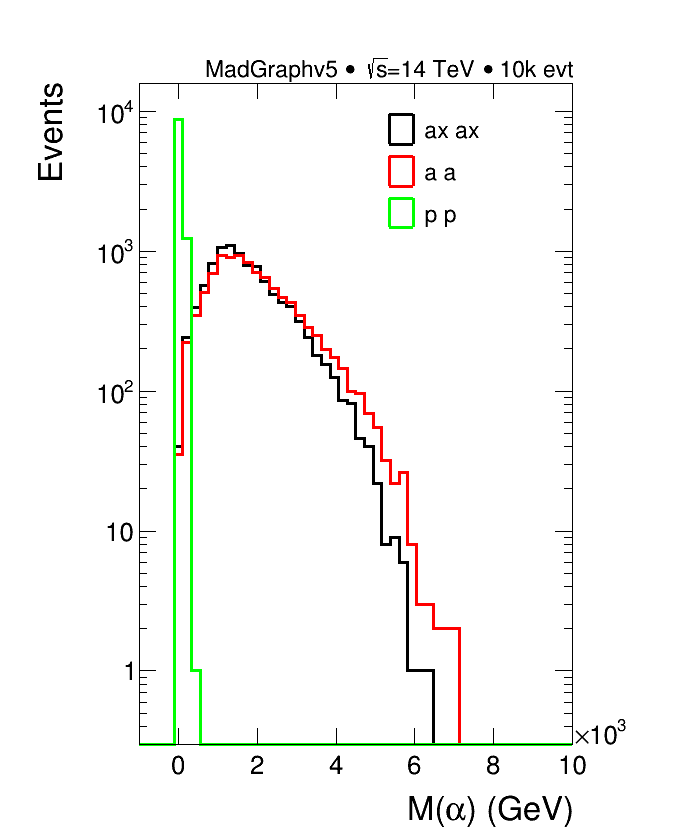 MadGraphv5 • √s=14 TeV • 10k evt
Events
ax ax
a a
p p
10⁴
10³
10²
10
1
0 2 4 6 8 10
×10³
M(α) (GeV)